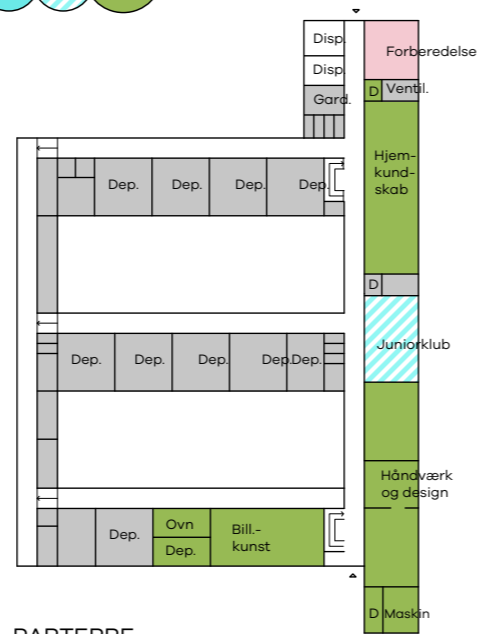 Disp.
Forberedelse
Disp.
D
Ventil.
Gard.
Hjem-
kund-
skab
Dep.
Dep.
Dep.
Dep.
D
Juniorklub
Dep.
Dep.
Dep.
Dep.
Dep.
Håndværk
og design
Ovn
Bill.-
kunst
Dep.
Dep.
D
Maskin
PARTERRE